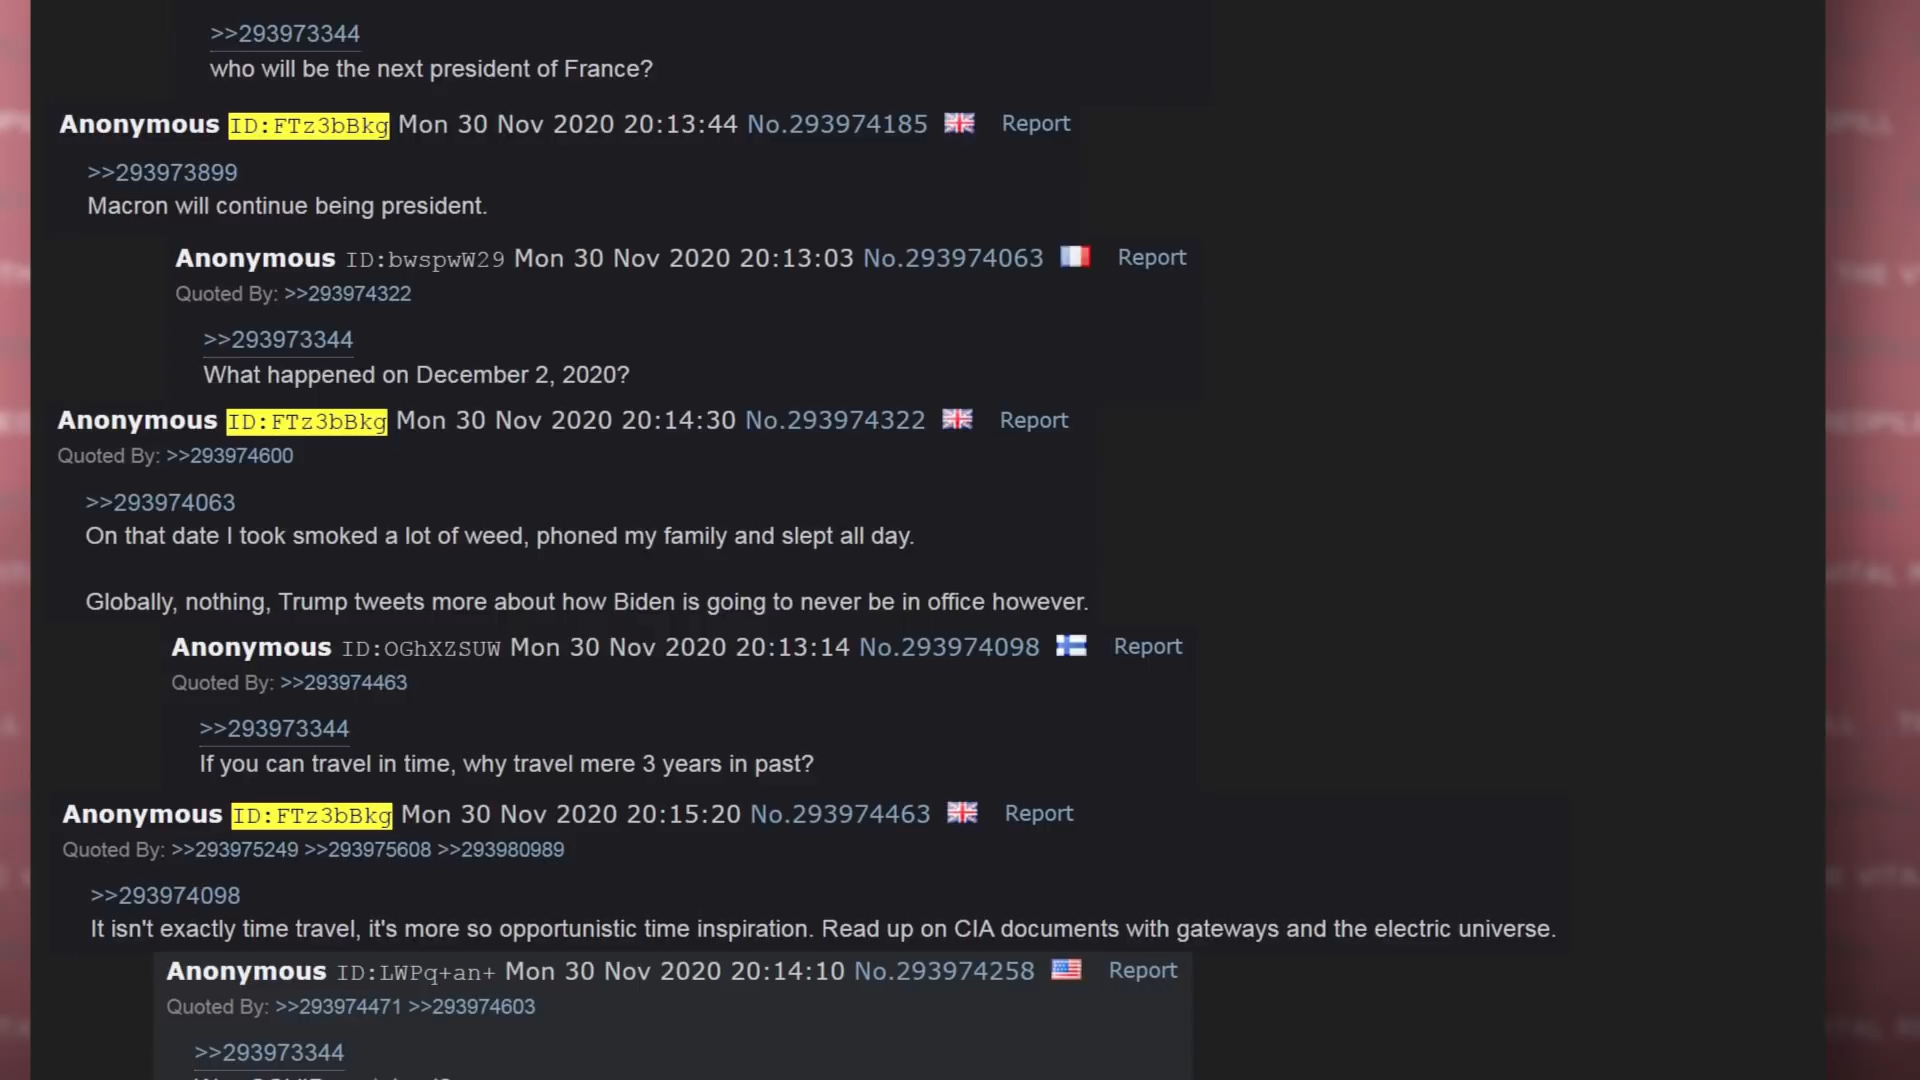 >>293973344
who will be the next president of France?
Anonymous ID:FTz3bBkg Mon 30 Nov 2020 20:13:44 No.293974185 Report
>>293973899
Macron will continue being president.
Anonymous ID:bwspwW29 Mon 30 Nov 2020 20:13:03 No.293974063 Report
Quoted By: >>293974322
>>293973344
What happened on December 2, 2020?
Anonymous ID:FTz3bBkg Mon 30 Nov 2020 20:14:30 No.293974322 Report
Quoted By: >>293974600
>>293974063
On that date I took smoked a lot of weed, phoned my family and slept all day.
Globally, nothing, Trump tweets more about how Biden is going to never be in office however.
Anonymous ID:OGhXZSUW Mon 30 Nov 2020 20:13:14 No.293974098 Report
Quoted By: >>293974463
>>293973344
If you can travel in time, why travel mere 3 years in past?
Anonymous ID:FTz3bBkg Mon 30 Nov 2020 20:15:20 No.293974463 Report
Quoted By: >>293975249 >>293975608 >>293980989
>>293974098
It isn't exactly time travel, it's more so opportunistic time inspiration. Read up on CIA documents with gateways and the electric universe.
Anonymous ID:LWPq+an+ Mon 30 Nov 2020 20:14:10 No.293974258 Report
Quoted By: >>293974471 >>293974603
>>293973344